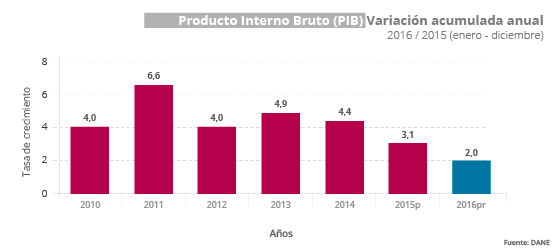 Producto Interno Bruto (PIB) Variación acumulada anual
2016 / 2015 (enero - diciembre)
8
6
4
2
0
Tasa de crecimiento
4,0
6,6
4,0
4,9
4,4
3,1
2,0
2010
2011
2012
2013
2014
2015p
2016pr
Años
Fuente: DANE